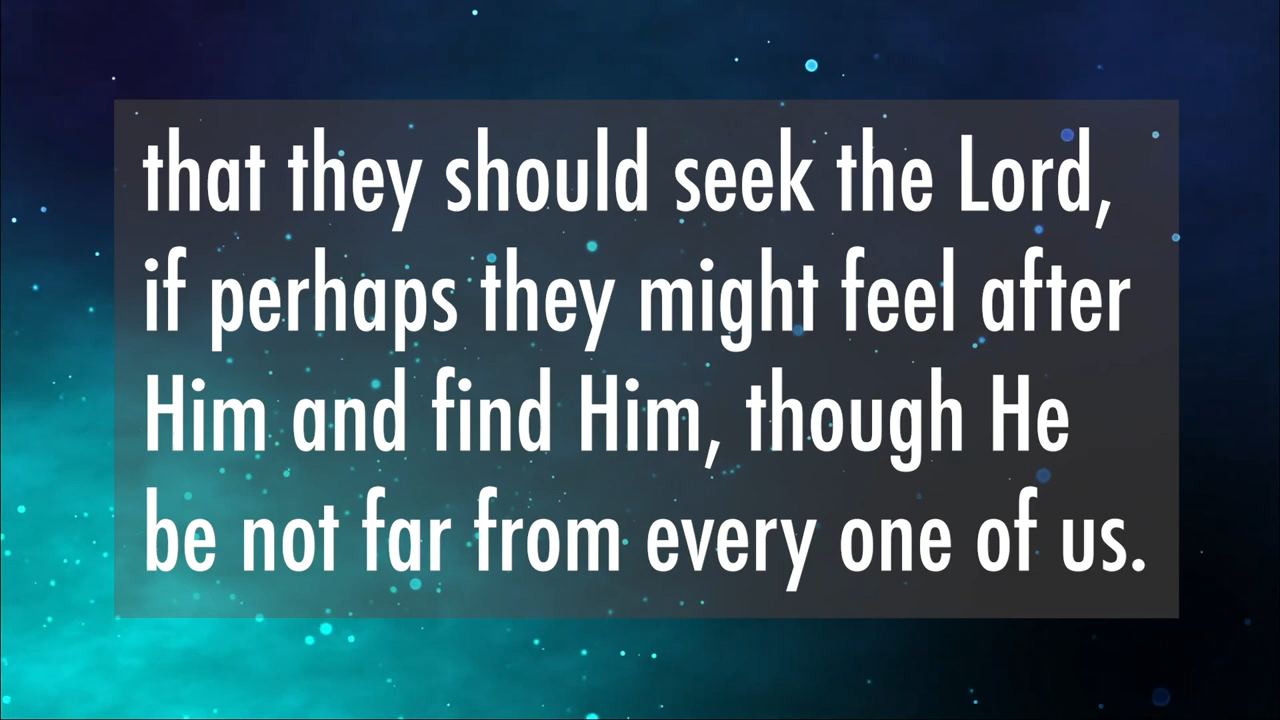 that they should seek the Lord,
if perhaps they might feel after
Him and find Him, though He
be not far from every one of us.